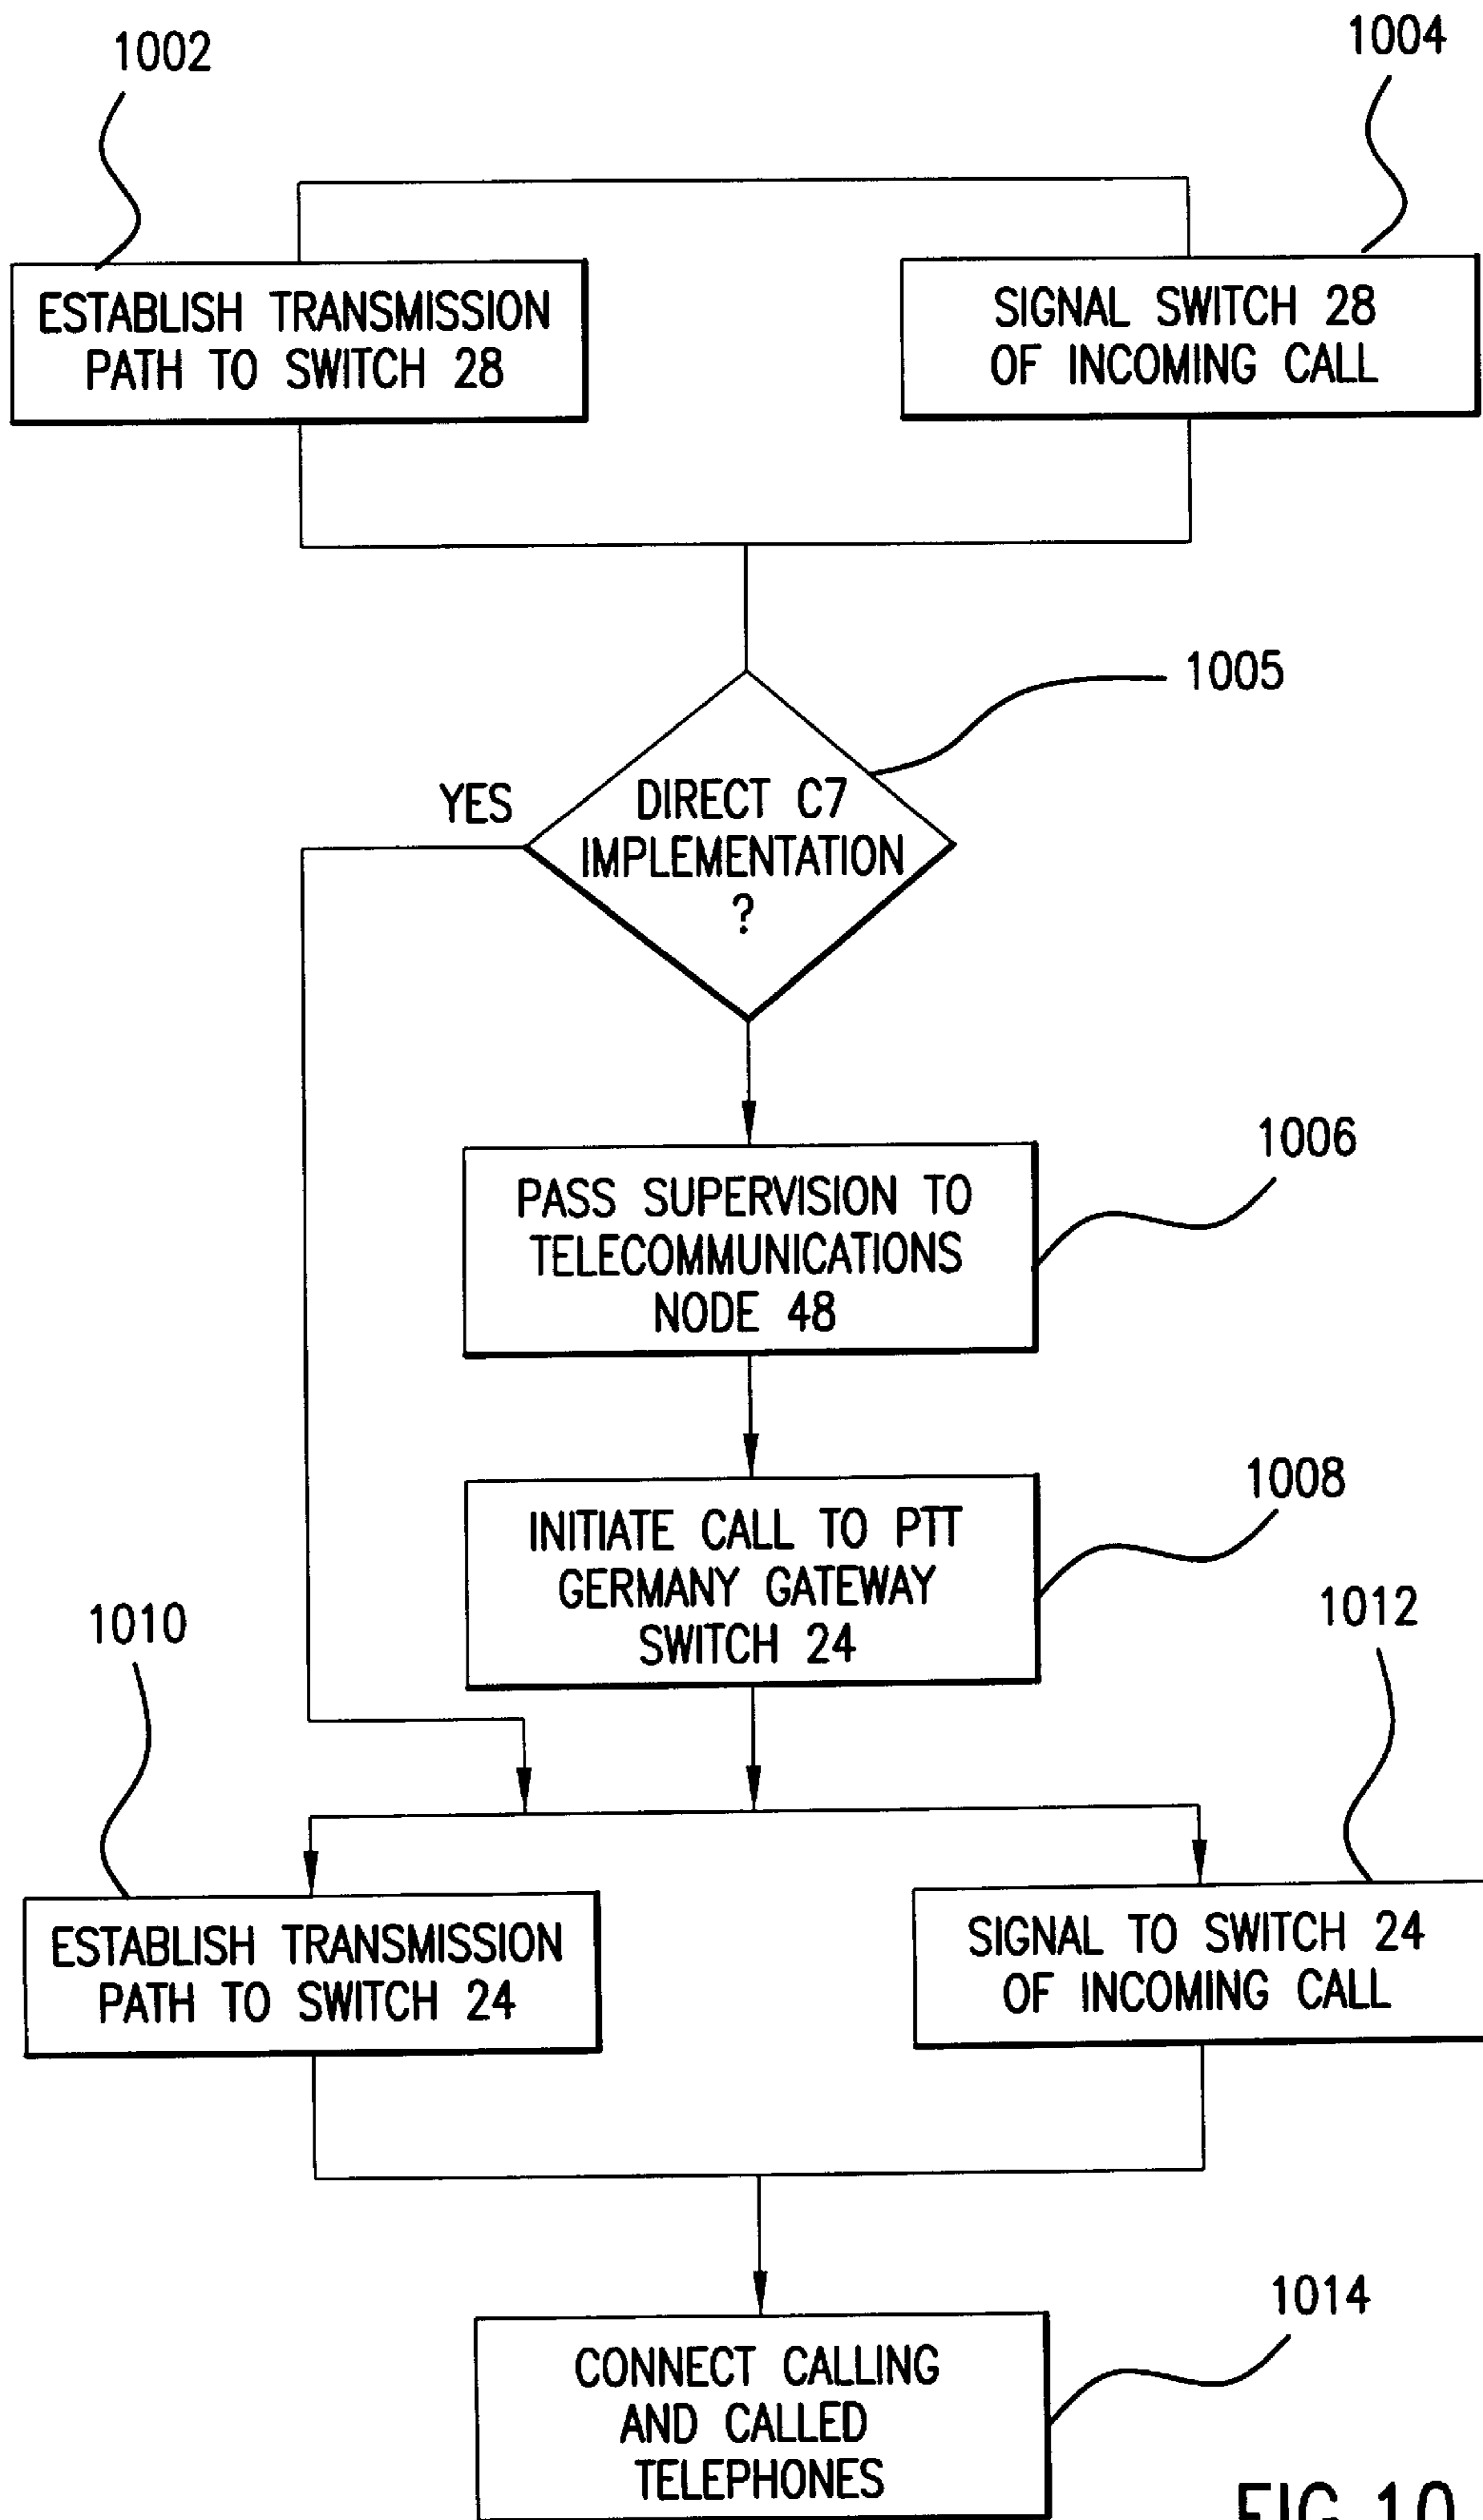 1002
1004
ESTABLISH TRANSMISSION
PATH TO SWITCH 28
SIGNAL SWITCH 28
OF INCOMING CALL
1005
YES
DIRECT C7
IMPLEMENTATION
?
1006
PASS SUPERVISION TO
TELECOMMUNICATIONS
NODE 48
1008
INITIATE CALL TO PTT
GERMANY GATEWAY
SWITCH 24
1010
1012
ESTABLISH TRANSMISSION
PATH TO SWITCH 24
SIGNAL TO SWITCH 24
OF INCOMING CALL
1014
CONNECT CALLING
AND CALLED
TELEPHONES
FIG.10